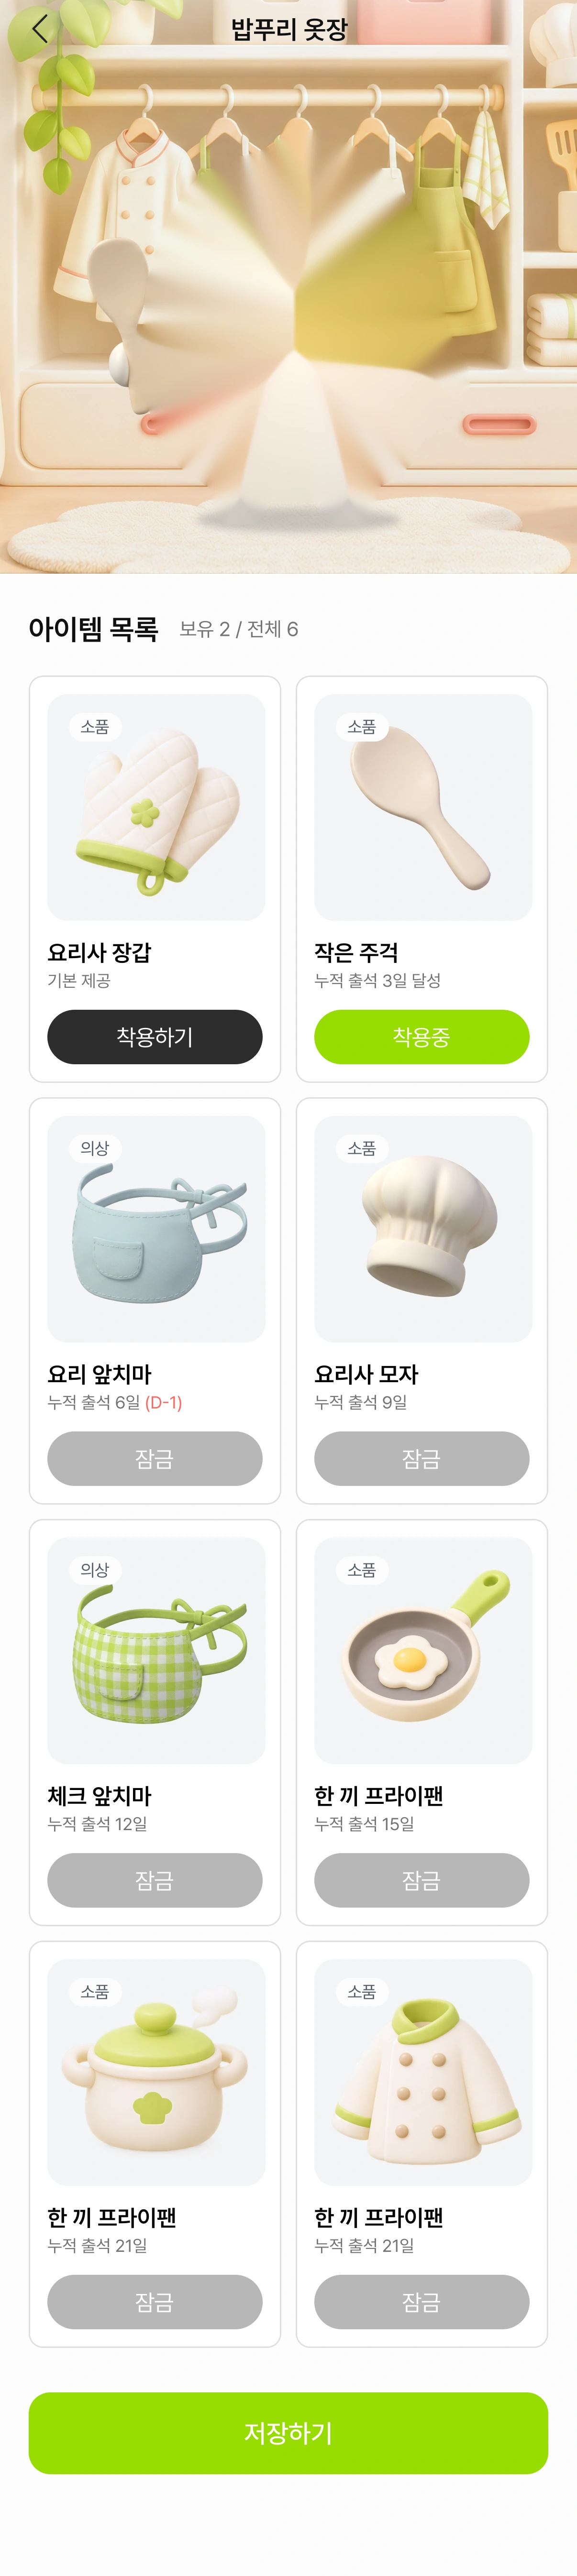 밥푸리 옷장
아이템 목록 보유 2 / 전체 6
소품
요리사 장갑
기본 제공
착용하기
소품
작은 주걱
누적 출석 3일 달성
착용중
의상
요리 앞치마
누적 출석 6일 (D-1)
잠금
소품
요리사 모자
누적 출석 9일
잠금
의상
체크 앞치마
누적 출석 12일
잠금
소품
한 끼 프라이팬
누적 출석 15일
잠금
소품
한 끼 프라이팬
누적 출석 21일
잠금
소품
한 끼 프라이팬
누적 출석 21일
잠금
저장하기